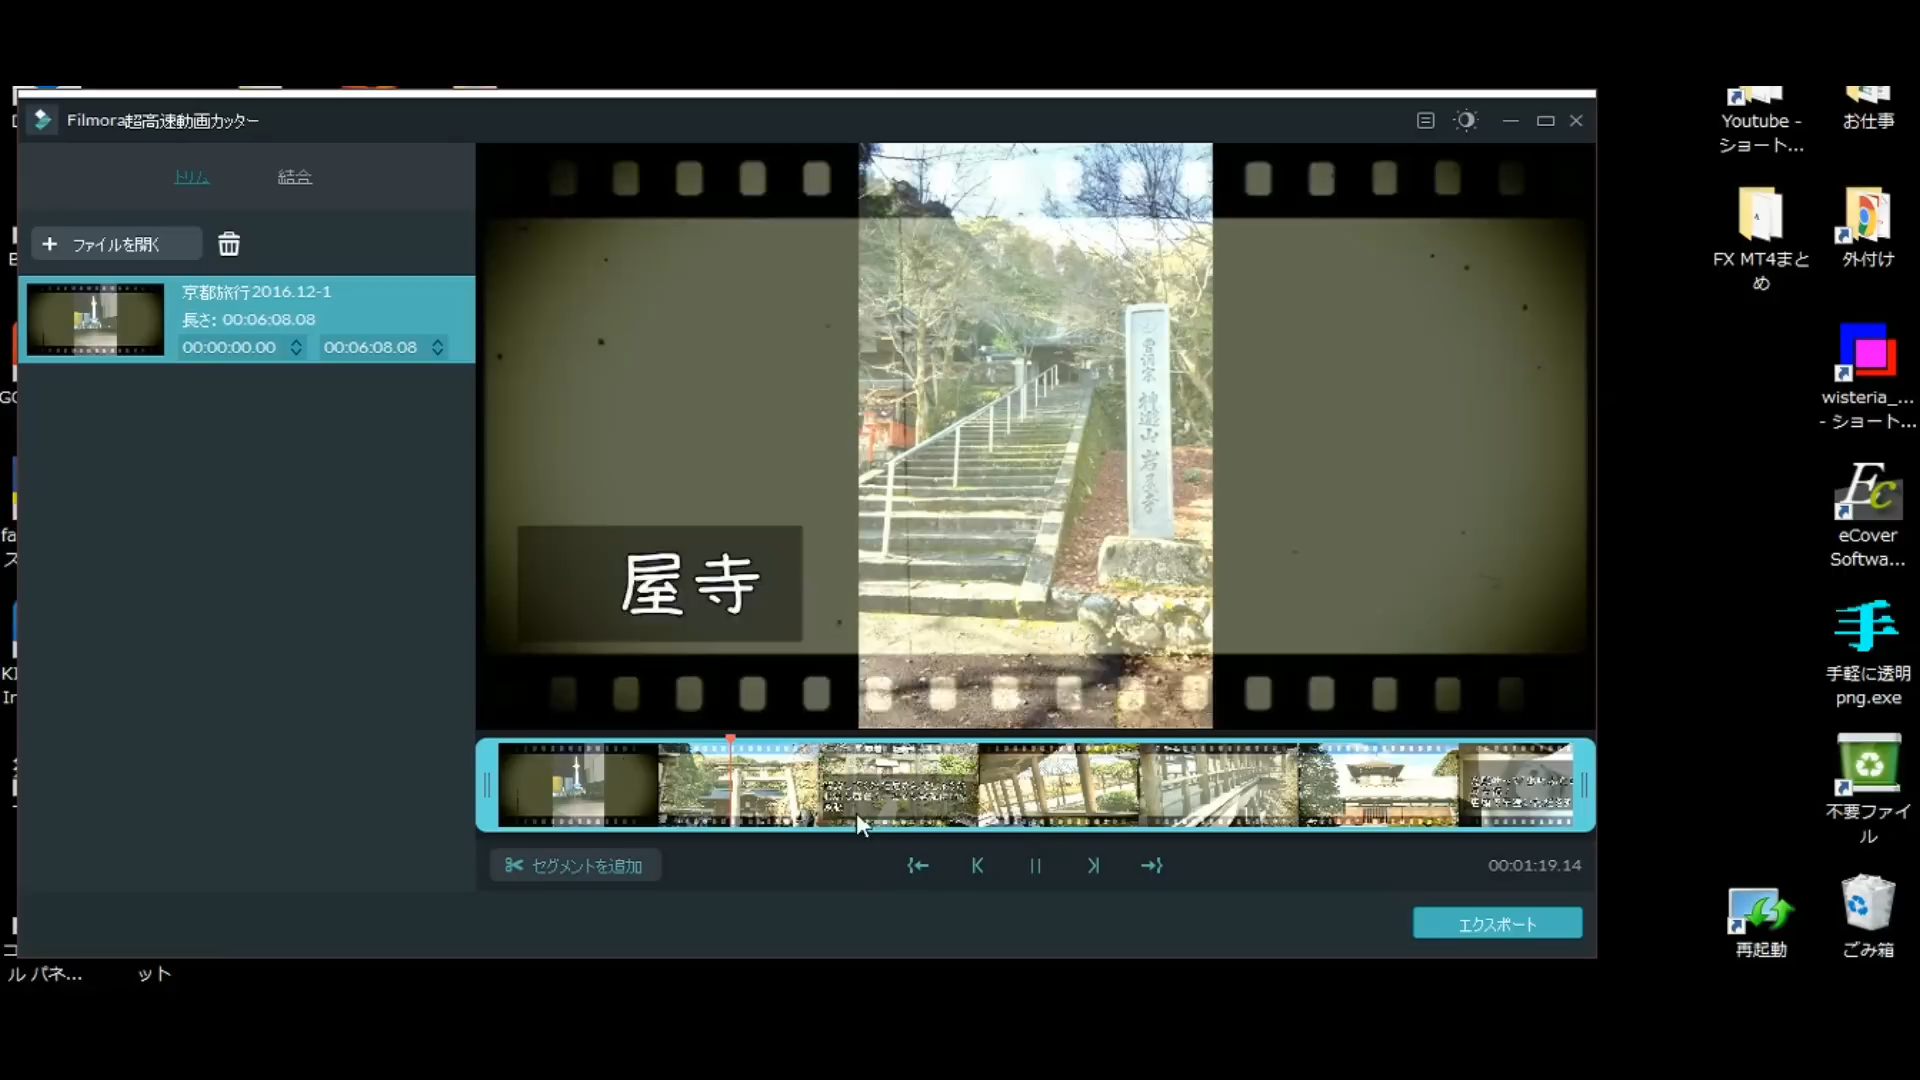 Filmora超高速動画カッター
トリム
結合
ファイルを開く
京都旅行2016.12-1
長さ: 00:06:08.08
00:00:00.00
00:06:08.08
神遊山 岩屋寺
屋寺
セグメントを追加
00:01:19.14
エクスポート
Youtube -
ショート...
お仕事
FX MT4まと
め
外付け
wisteria_...
- ショート...
eCover
Softwa...
手軽に透明
png.exe
不要ファイ
ル
再起動
ごみ箱
ル パネ...
ット